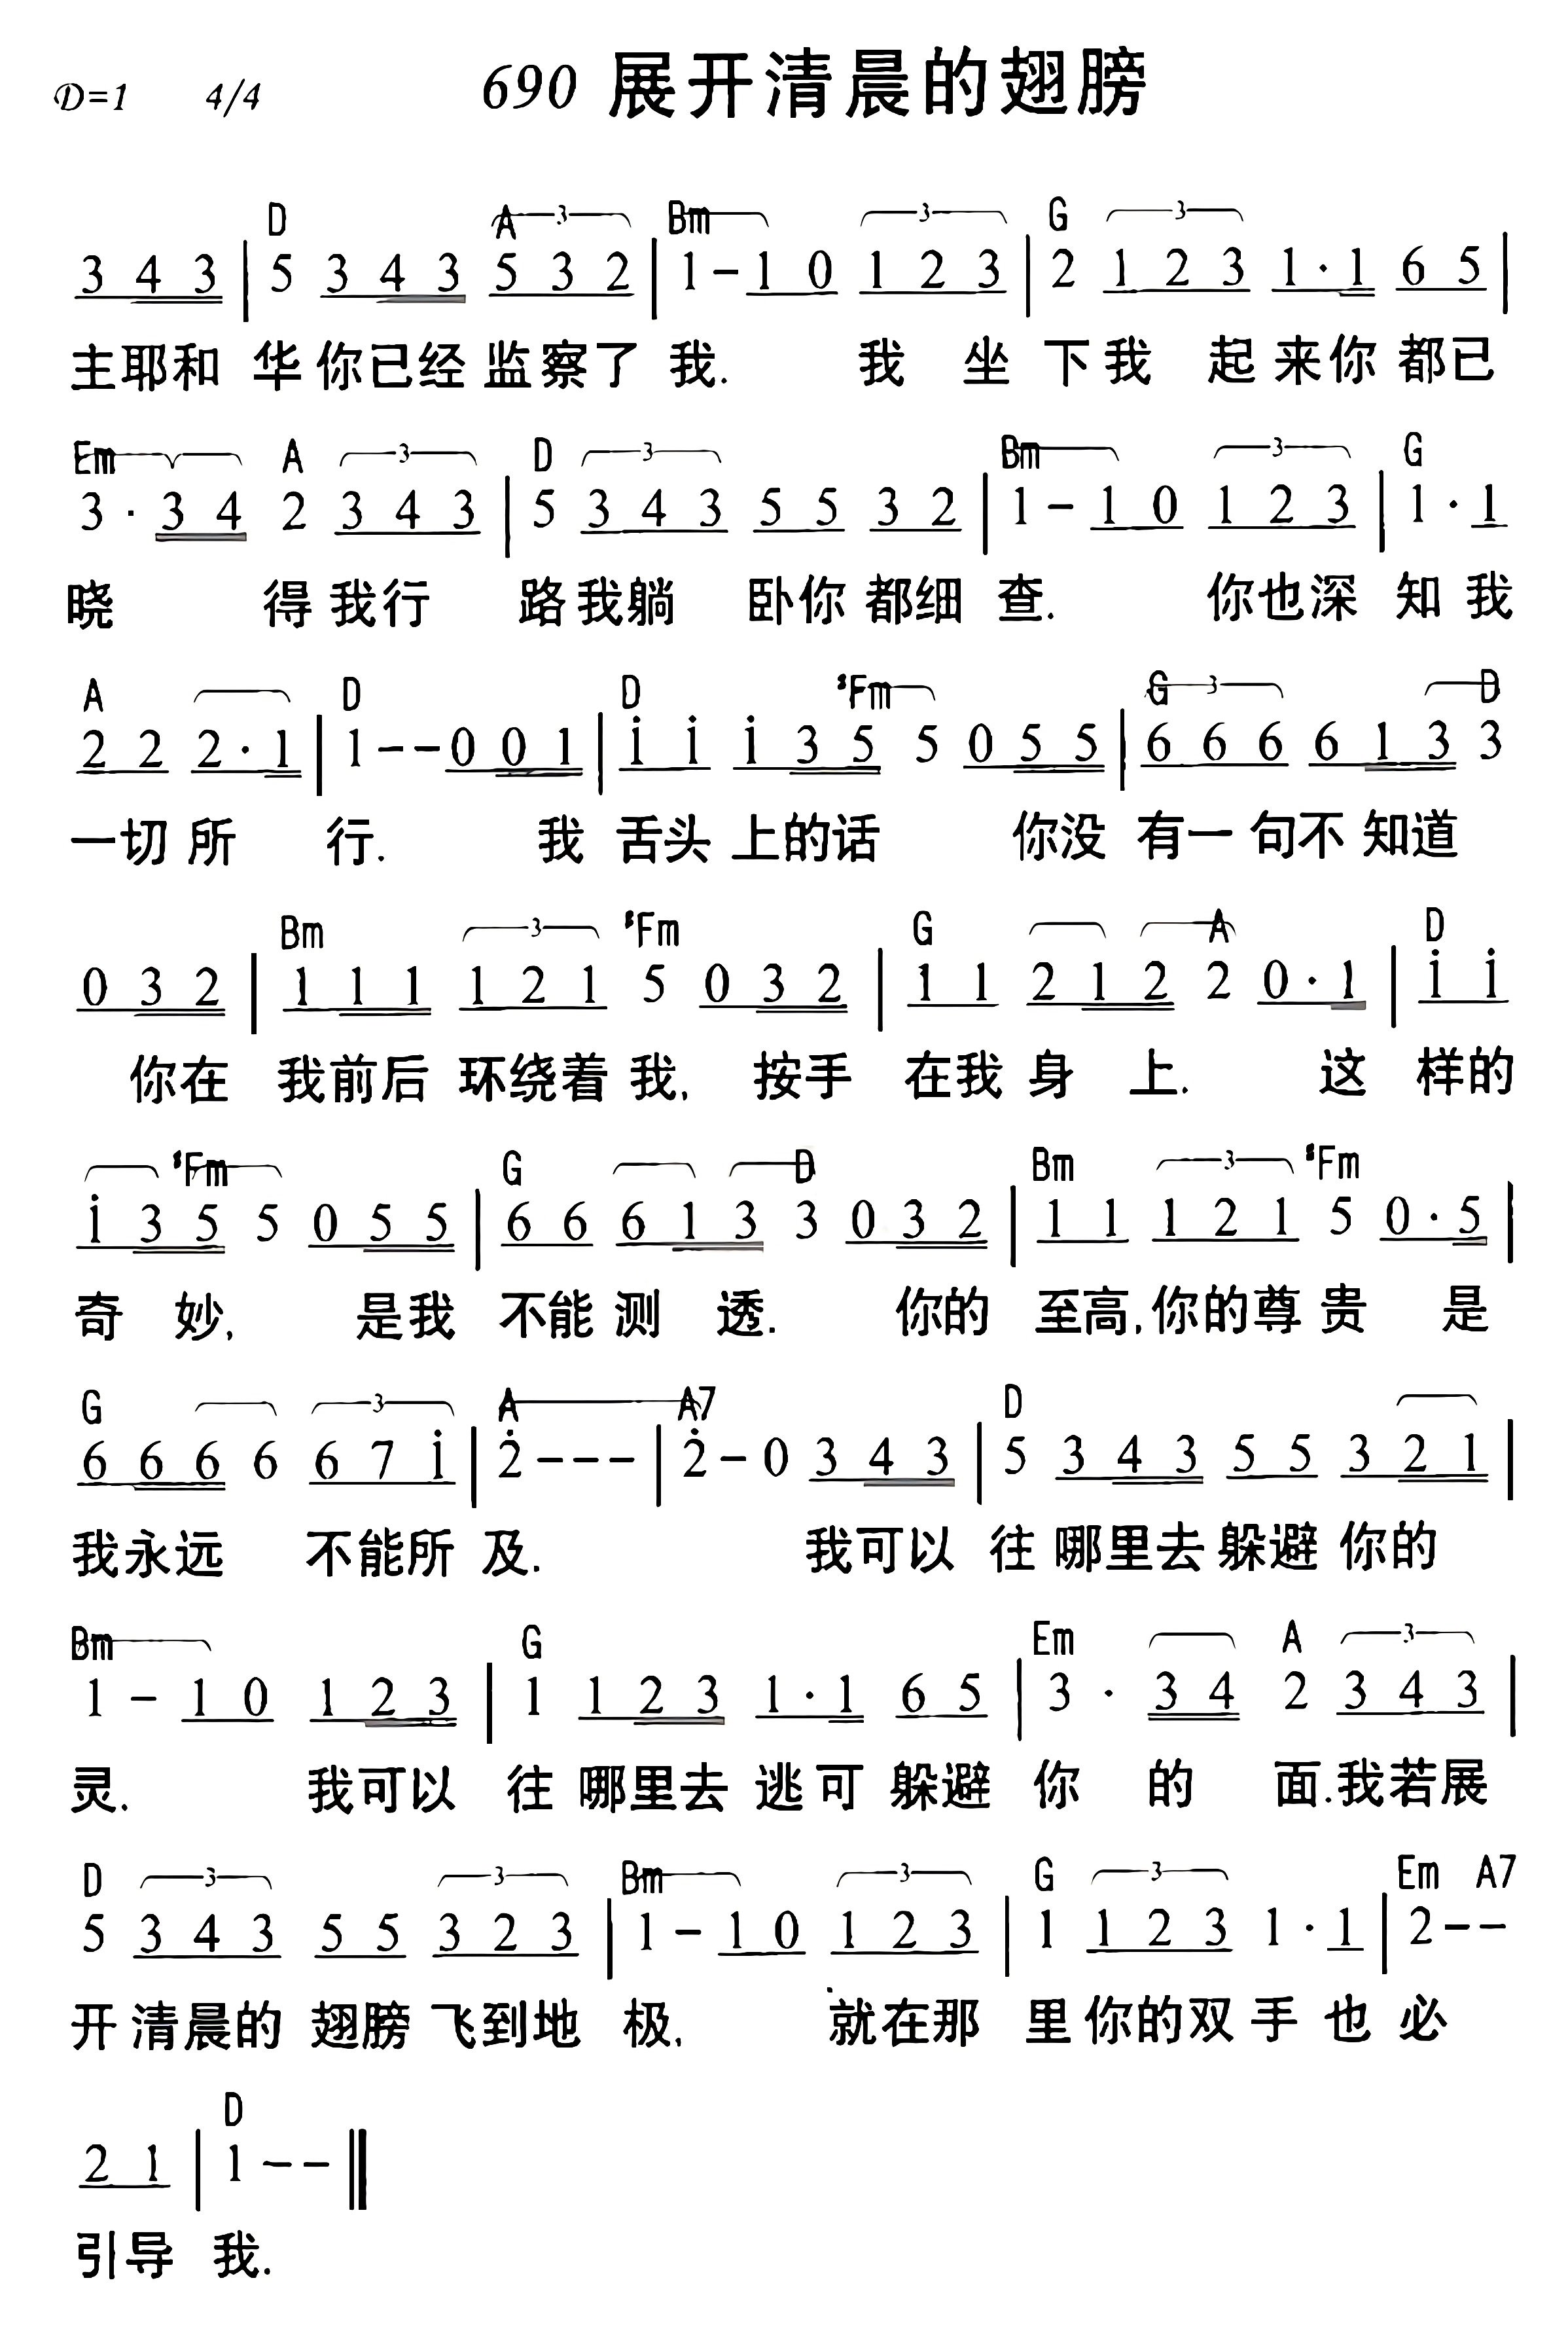 D=1 4/4 690 展开清晨的翅膀
D A 3 Bm 3 G 3
3 4 3 | 5 3 4 3 5 3 2 | 1 - 1 0 1 2 3 | 2 1 2 3 1 · 1 6 5 |
主耶和 华你已经监察了 我. 我 坐 下我 起来你都已
Em A 3 D 3 Bm 3 G
3 · 3 4 2 3 4 3 | 5 3 4 3 5 5 3 2 | 1 - 1 0 1 2 3 | 1 · 1
晓 得我行 路我躺 卧你都细 查. 你也深 知我
A D D #Fm G 3 D
2 2 2 · 1 | 1 - - 0 0 1 | i i i 3 5 5 0 5 5 | 6 6 6 6 1 3 3
一切所 行. 我 舌头上的话 你没 有一句不知道
Bm 3 #Fm G A D
0 3 2 | 1 1 1 1 2 1 5 0 3 2 | 1 1 2 1 2 2 0 · 1 | i i
你在 我前后环绕着我, 按手 在我身 上. 这 样的
#Fm G D Bm 3 #Fm
i 3 5 5 0 5 5 | 6 6 6 1 3 3 0 3 2 | 1 1 1 2 1 5 0 · 5 |
奇 妙, 是我 不能测 透. 你的 至高,你的尊贵 是
G 3 A A7 D
6 6 6 6 6 7 i | 2̇ - - - | 2̇ - 0 3 4 3 | 5 3 4 3 5 5 3 2 1 |
我永远 不能所 及. 我可以 往哪里去躲避你的
Bm G Em A 3
1 - 1 0 1 2 3 | 1 1 2 3 1 · 1 6 5 | 3 · 3 4 2 3 4 3 |
灵. 我可以 往哪里去逃可躲避 你 的 面.我若展
D 3 3 Bm 3 G 3 Em A7
5 3 4 3 5 5 3 2 3 | 1 - 1 0 1 2 3 | 1 1 2 3 1 · 1 | 2 - -
开清晨的翅膀飞到地 极, 就在那 里你的双手也 必
D
2 1 | 1 - - ‖
引导 我.